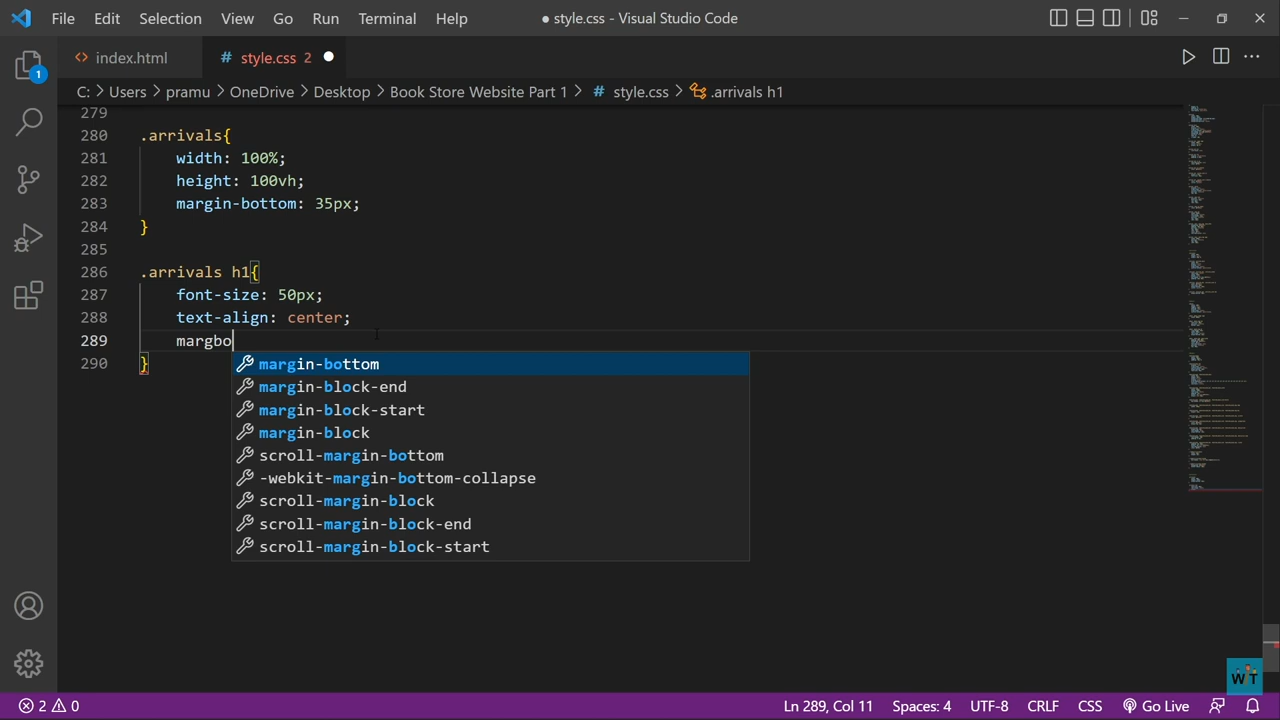 File Edit Selection View Go Run Terminal Help ● style.css - Visual Studio Code
<> index.html # style.css 2 ●
1
C: > Users > pramu > OneDrive > Desktop > Book Store Website Part 1 > # style.css > .arrivals h1
279
280 .arrivals{
281 width: 100%;
282 height: 100vh;
283 margin-bottom: 35px;
284 }
285
286 .arrivals h1{
287 font-size: 50px;
288 text-align: center;
289 margbo
290 }
margin-bottom
margin-block-end
margin-block-start
margin-block
scroll-margin-bottom
-webkit-margin-bottom-collapse
scroll-margin-block
scroll-margin-block-end
scroll-margin-block-start
WT
2 0 Ln 289, Col 11 Spaces: 4 UTF-8 CRLF CSS Go Live